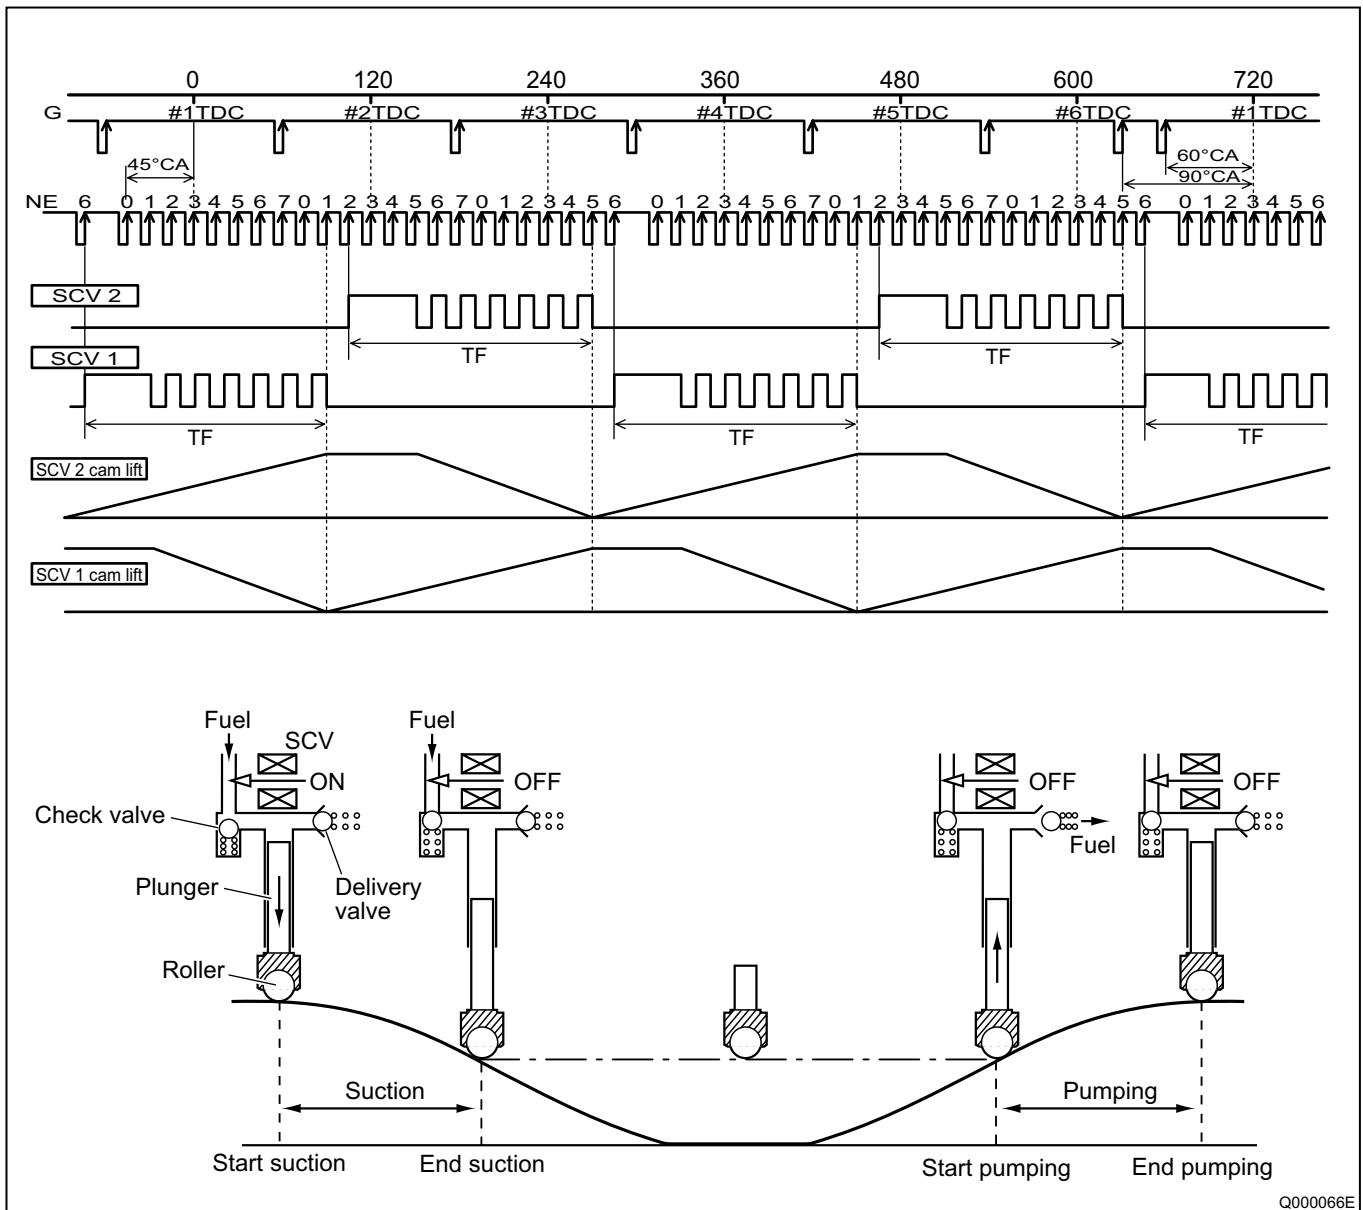 0 120 240 360 480 600 720
G #1TDC #2TDC #3TDC #4TDC #5TDC #6TDC #1TDC
45°CA 60°CA
90°CA
NE 6 0 1 2 3 4 5 6 7 0 1 2 3 4 5 6 7 0 1 2 3 4 5 6 0 1 2 3 4 5 6 7 0 1 2 3 4 5 6 7 0 1 2 3 4 5 6 0 1 2 3 4 5 6
SCV 2
TF TF
SCV 1
TF TF TF
SCV 2 cam lift
SCV 1 cam lift
Fuel SCV Fuel
ON OFF OFF OFF
Check valve
Fuel
Plunger Delivery
valve
Roller
Suction Pumping
Start suction End suction Start pumping End pumping
Q000066E